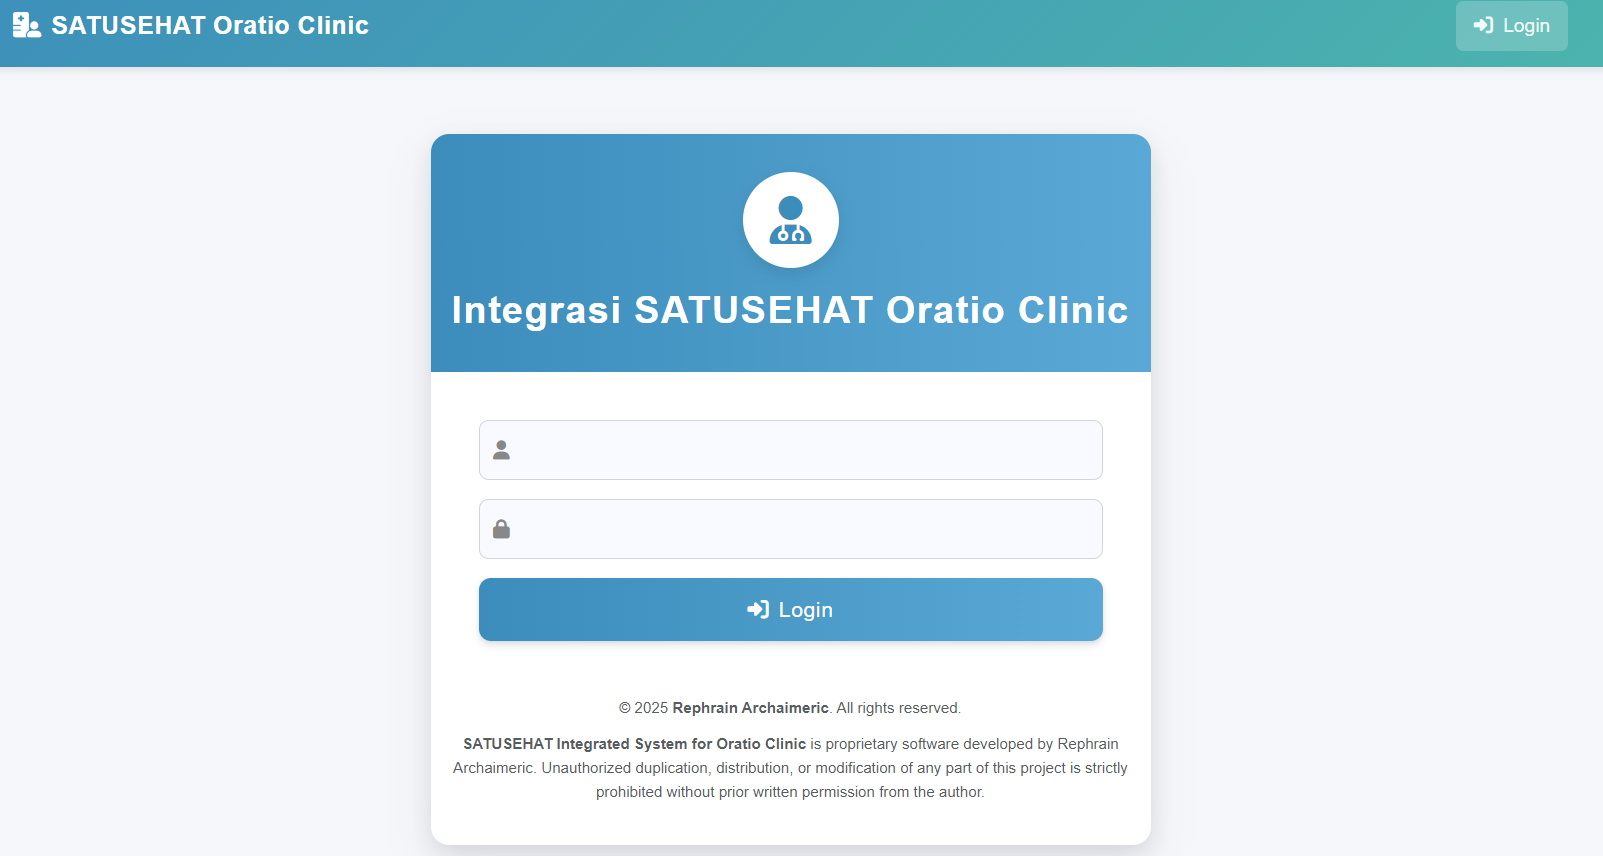 SATUSEHAT Oratio Clinic
Login
Integrasi SATUSEHAT Oratio Clinic
Login
© 2025 Rephrain Archaimeric. All rights reserved.
SATUSEHAT Integrated System for Oratio Clinic is proprietary software developed by Rephrain
Archaimeric. Unauthorized duplication, distribution, or modification of any part of this project is strictly
prohibited without prior written permission from the author.